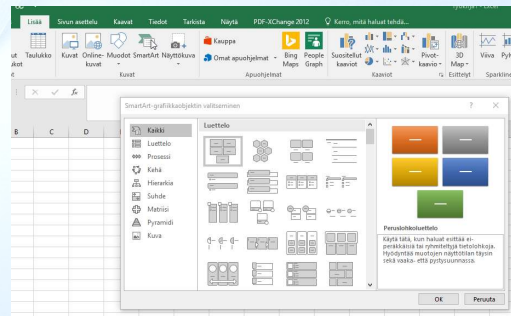 Lisää Sivun asettelu Kaavat Tiedot Tarkista Näytä PDF-XChange 2012 Kerro, mitä haluat tehdä...
Taulukko Kuvat Online-kuvat Muodot SmartArt Näyttökuva
Kauppa
Omat apuohjelmat
Bing Maps People Graph
Suositellut kaaviot
Pivot-kaavio
3D Map
Viiva
Kuvat Apuohjelmat Kaaviot Esittelyt Sparkline
fx
B C D
SmartArt-grafiikkaobjektin valitseminen
Kaikki
Luettelo
Prosessi
Kehä
Hierarkia
Suhde
Matriisi
Pyramidi
Kuva
Luettelo
Peruslohkoluettelo
Käytä tätä, kun haluat esittää ei-
peräkkäisiä tai ryhmiteltyjä tietolohkoja.
Hyödyntää muotojen näyttötilan täysin
sekä vaaka- että pystysuunnassa.
OK Peruuta